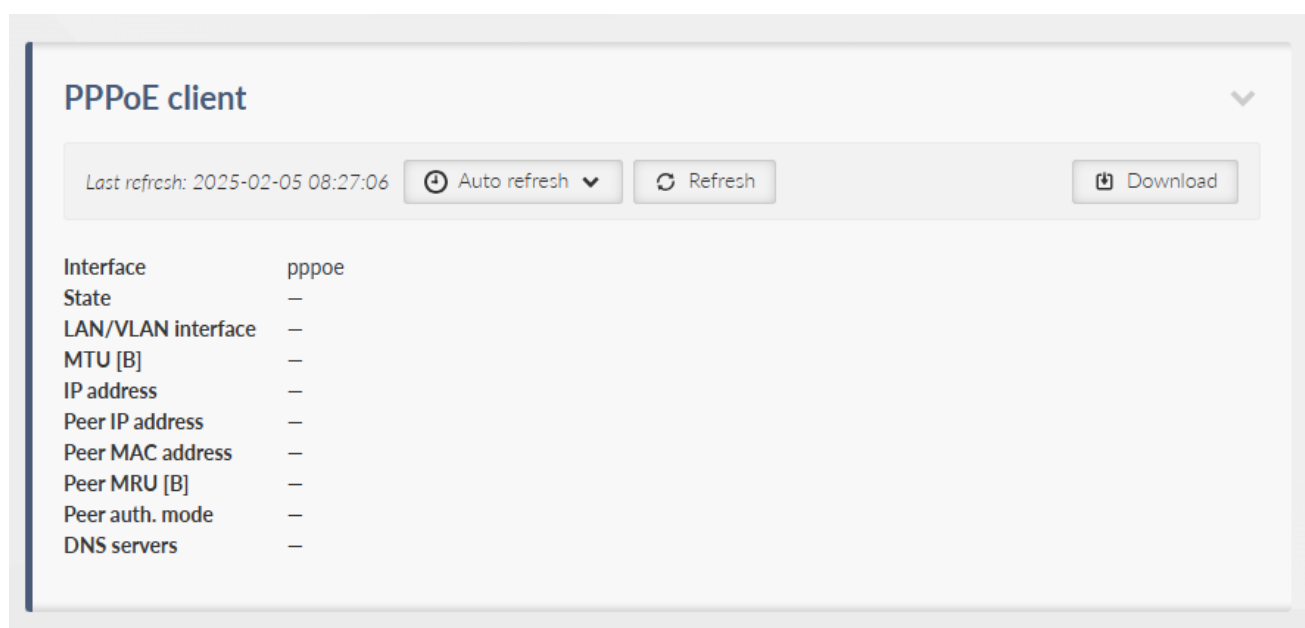 PPPoE client
Last refresh: 2025-02-05 08:27:06 Auto refresh Refresh Download
Interface pppoe
State —
LAN/VLAN interface —
MTU [B] —
IP address —
Peer IP address —
Peer MAC address —
Peer MRU [B] —
Peer auth. mode —
DNS servers —